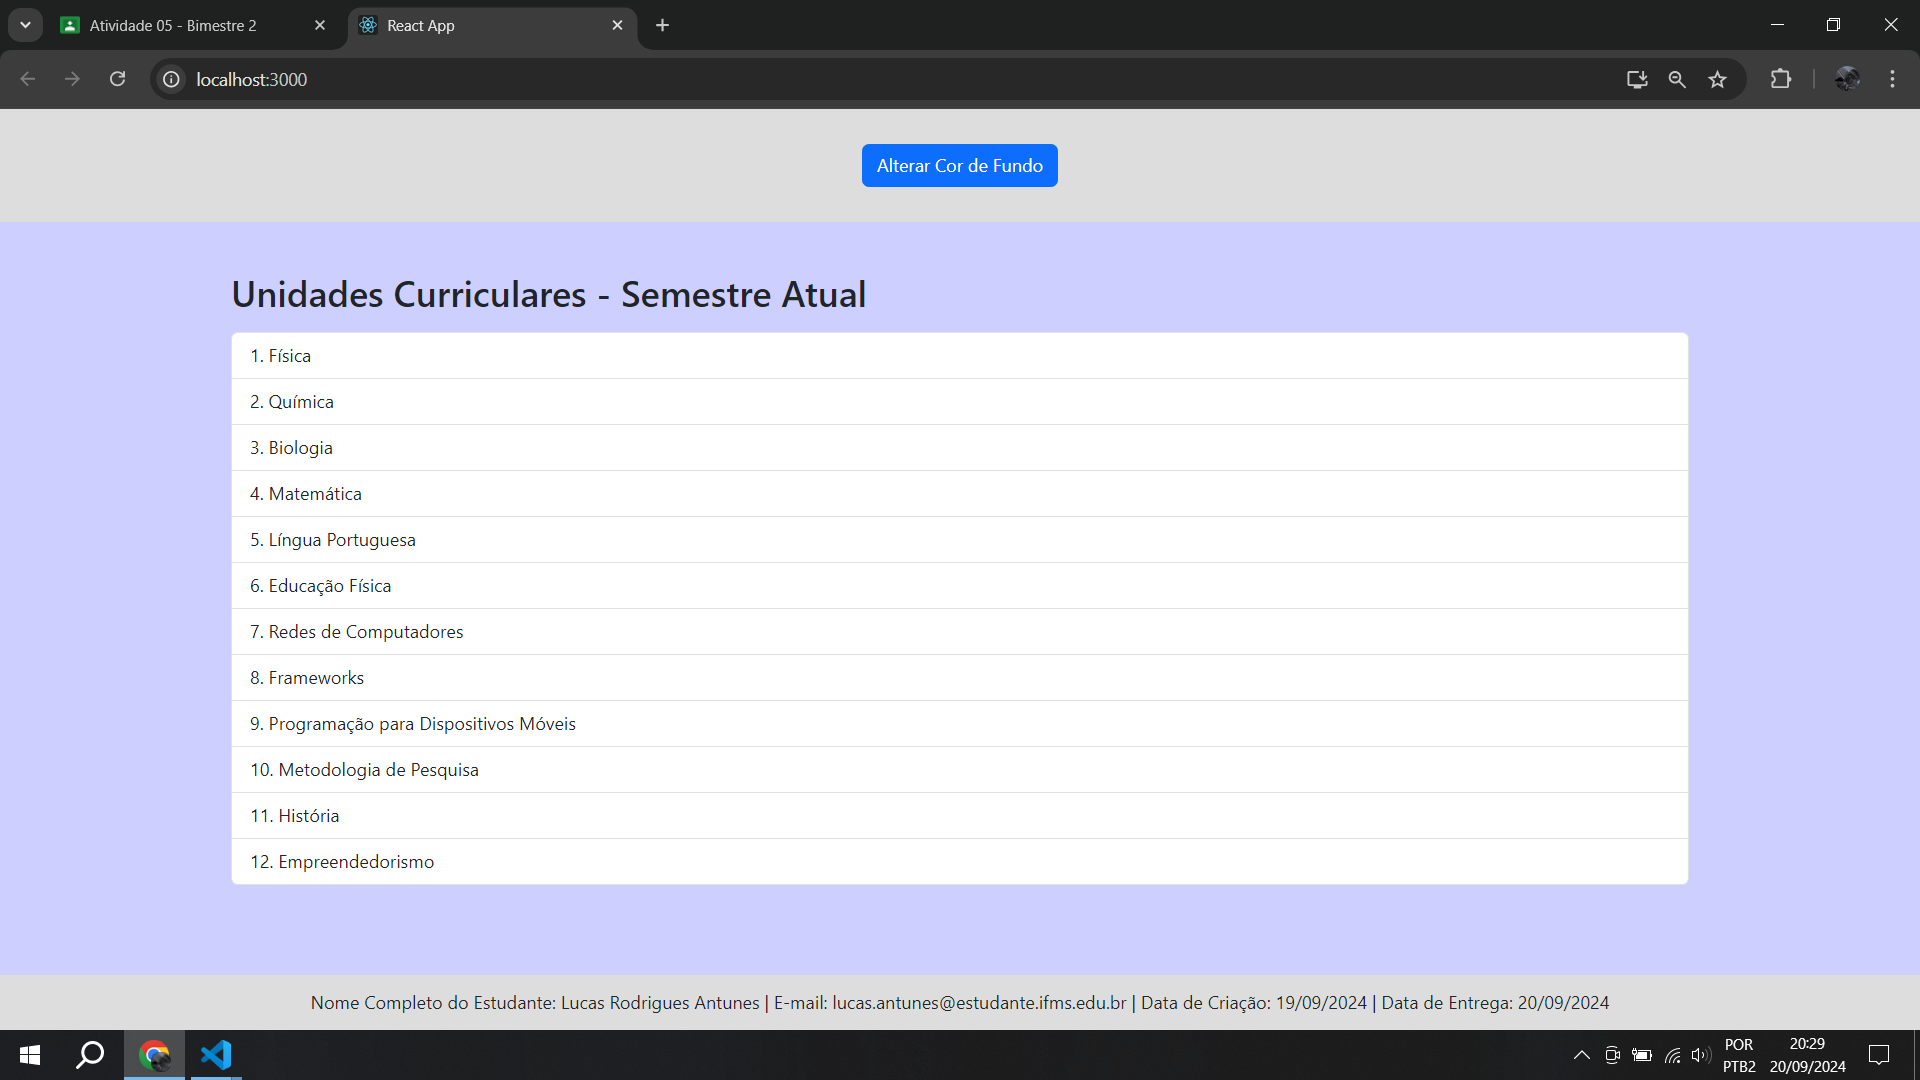 Atividade 05 - Bimestre 2
React App
localhost:3000
Alterar Cor de Fundo
Unidades Curriculares - Semestre Atual
1. Física
2. Química
3. Biologia
4. Matemática
5. Língua Portuguesa
6. Educação Física
7. Redes de Computadores
8. Frameworks
9. Programação para Dispositivos Móveis
10. Metodologia de Pesquisa
11. História
12. Empreendedorismo
Nome Completo do Estudante: Lucas Rodrigues Antunes | E-mail: lucas.antunes@estudante.ifms.edu.br | Data de Criação: 19/09/2024 | Data de Entrega: 20/09/2024
POR 20:29
PTB2 20/09/2024